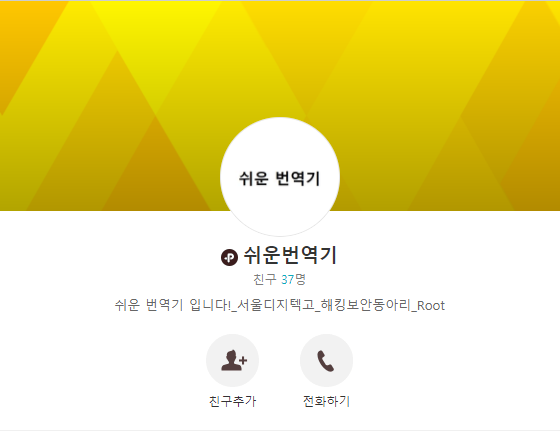 쉬운 번역기
쉬운번역기
친구 37명
쉬운 번역기 입니다!_서울디지텍고_해킹보안동아리_Root
친구추가 전화하기